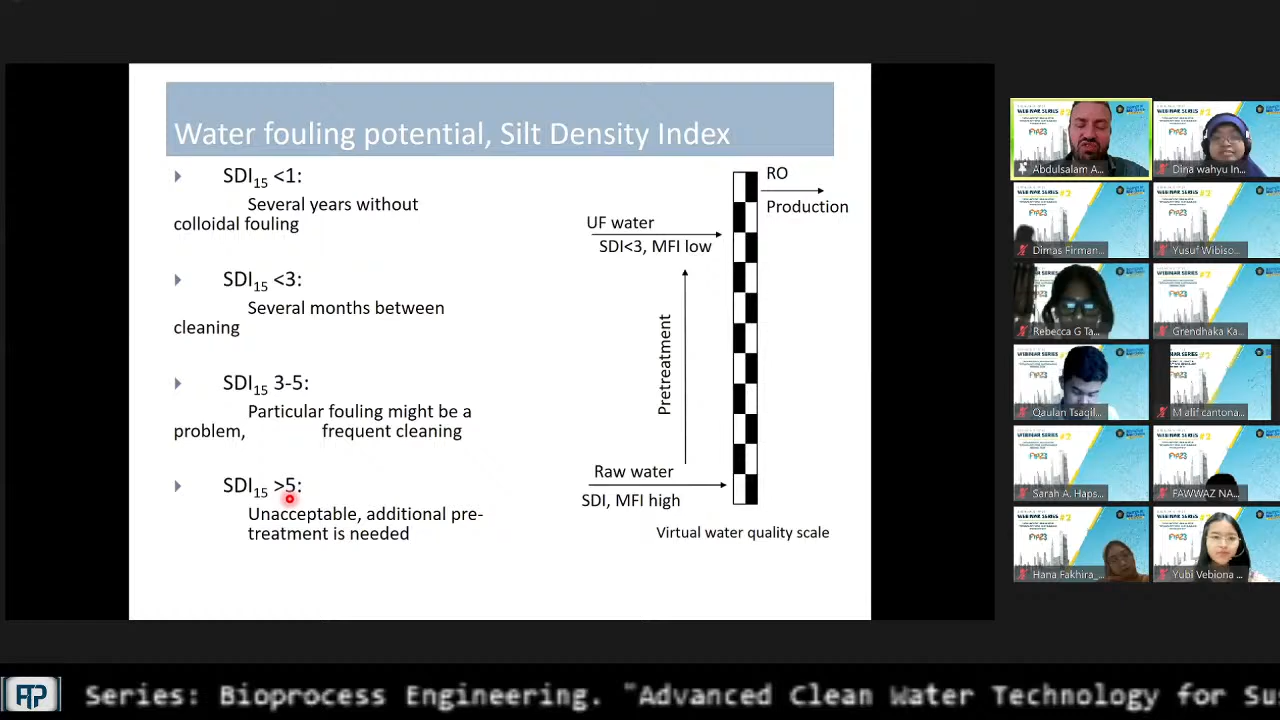 Water fouling potential, Silt Density Index
SDI15 <1:
Several years without
colloidal fouling
SDI15 <3:
Several months between
cleaning
SDI15 3-5:
Particular fouling might be a
problem, frequent cleaning
SDI15 >5:
Unacceptable, additional pre-
treatment is needed
RO
Production
UF water
SDI<3, MFI low
Pretreatment
Raw water
SDI, MFI high
Virtual water quality scale
WEBINAR SERIES #3
Abdulsalam A...
Dina wahyu In...
Dimas Firman...
Yusuf Wibiso...
Rebecca G Ta...
Grendhaka Ka...
Qaulan Tsaqil...
M alif cantona...
Sarah A. Haps...
FAWWAZ NA...
Hana Fakhira_...
Yubi Vebiona ...
Series: Bioprocess Engineering. "Advanced Clean Water Technology for Su